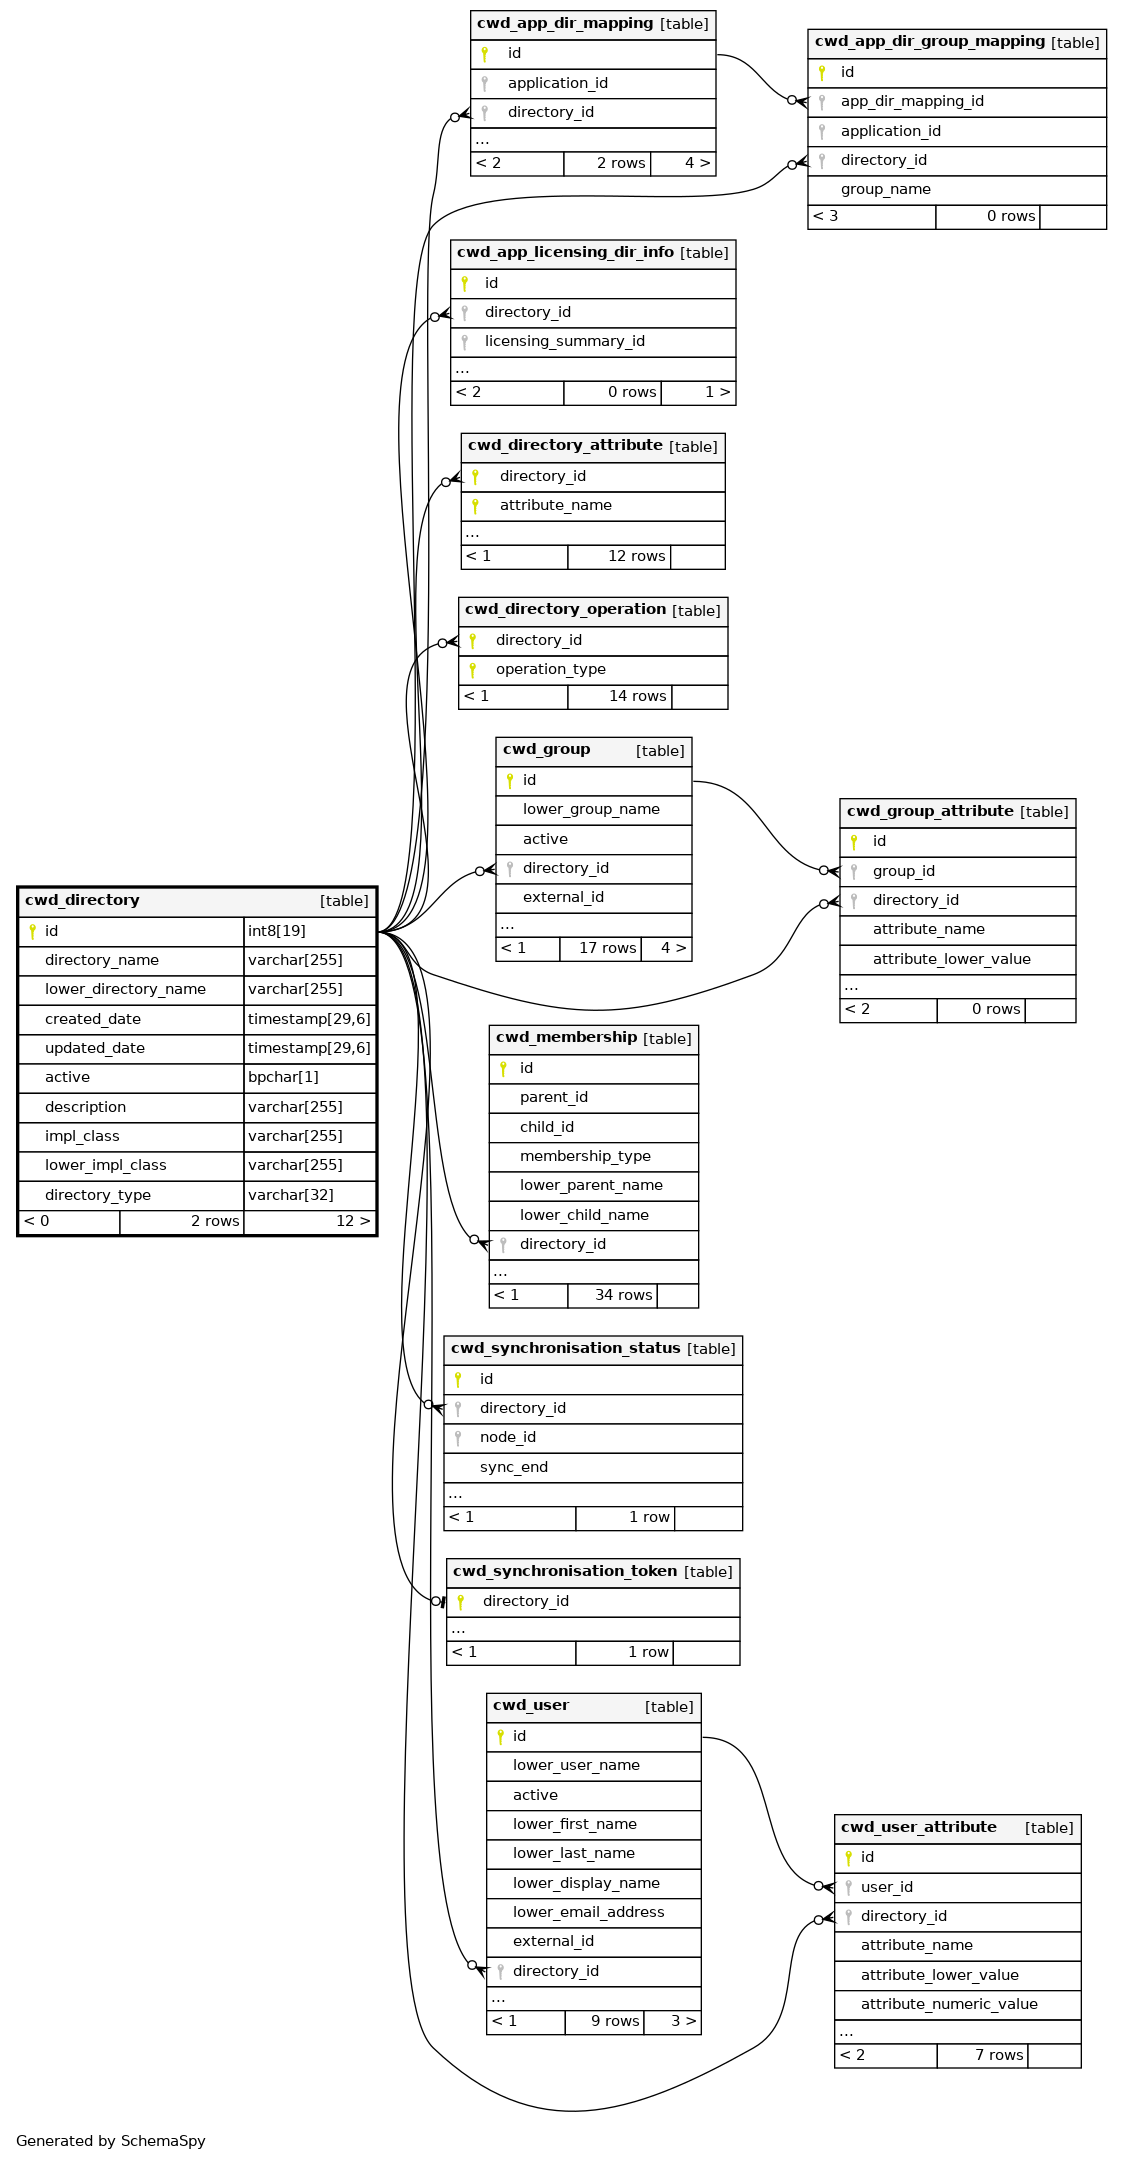 cwd_app_dir_mapping [table]
id
application_id
directory_id
...
< 2 2 rows 4 >
cwd_app_dir_group_mapping [table]
id
app_dir_mapping_id
application_id
directory_id
group_name
< 3 0 rows
cwd_app_licensing_dir_info [table]
id
directory_id
licensing_summary_id
...
< 2 0 rows 1 >
cwd_directory_attribute [table]
directory_id
attribute_name
...
< 1 12 rows
cwd_directory_operation [table]
directory_id
operation_type
< 1 14 rows
cwd_group [table]
id
lower_group_name
active
directory_id
external_id
...
< 1 17 rows 4 >
cwd_group_attribute [table]
id
group_id
directory_id
attribute_name
attribute_lower_value
...
< 2 0 rows
cwd_directory [table]
id int8[19]
directory_name varchar[255]
lower_directory_name varchar[255]
created_date timestamp[29,6]
updated_date timestamp[29,6]
active bpchar[1]
description varchar[255]
impl_class varchar[255]
lower_impl_class varchar[255]
directory_type varchar[32]
< 0 2 rows 12 >
cwd_membership [table]
id
parent_id
child_id
membership_type
lower_parent_name
lower_child_name
directory_id
...
< 1 34 rows
cwd_synchronisation_status [table]
id
directory_id
node_id
sync_end
...
< 1 1 row
cwd_synchronisation_token [table]
directory_id
...
< 1 1 row
cwd_user [table]
id
lower_user_name
active
lower_first_name
lower_last_name
lower_display_name
lower_email_address
external_id
directory_id
...
< 1 9 rows 3 >
cwd_user_attribute [table]
id
user_id
directory_id
attribute_name
attribute_lower_value
attribute_numeric_value
...
< 2 7 rows
Generated by SchemaSpy